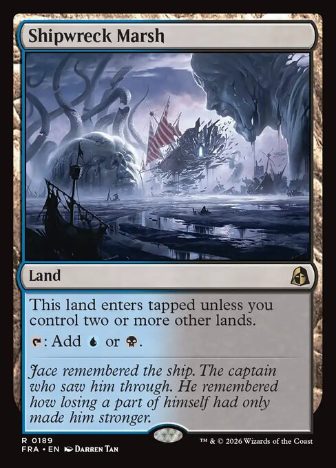 Shipwreck Marsh
Land
This land enters tapped unless you
control two or more other lands.
: Add or .
Jace remembered the ship. The captain
who saw him through. He remembered
how losing a part of himself had only
made him stronger.
R 0189
FRA • EN Darren Tan
™ & © 2026 Wizards of the Coast